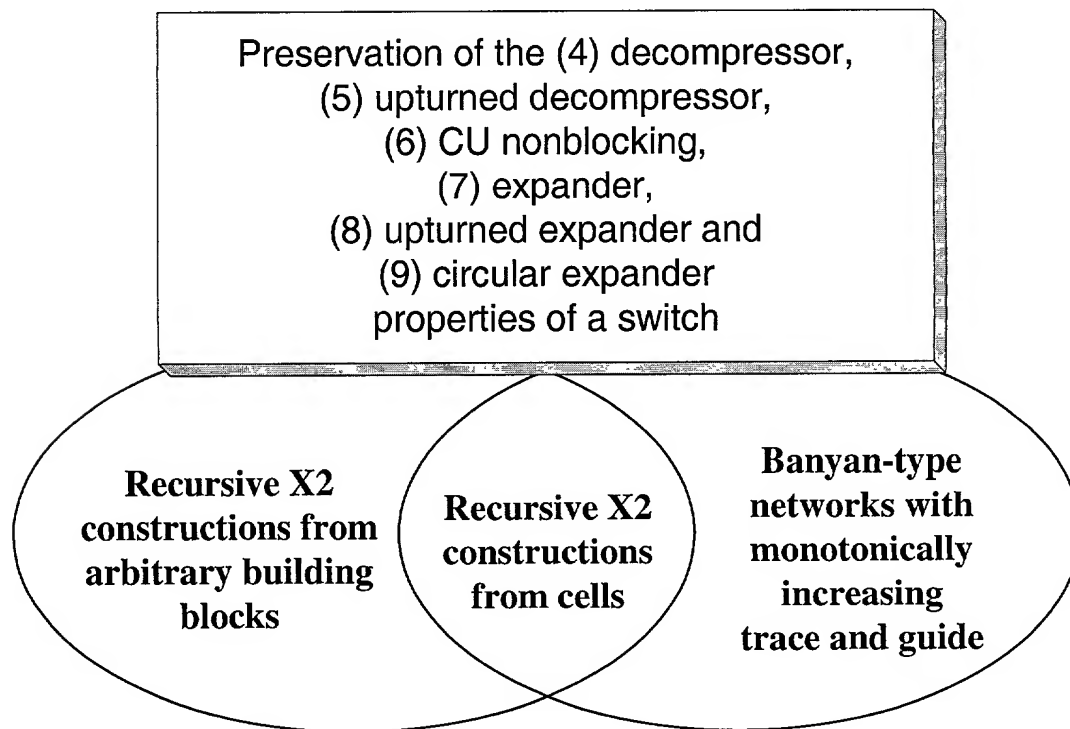 Preservation of the (4) decompressor,
(5) upturned decompressor,
(6) CU nonblocking,
(7) expander,
(8) upturned expander and
(9) circular expander
properties of a switch
Recursive X2
constructions from
arbitrary building
blocks
Recursive X2
constructions
from cells
Banyan-type
networks with
monotonically
increasing
trace and guide